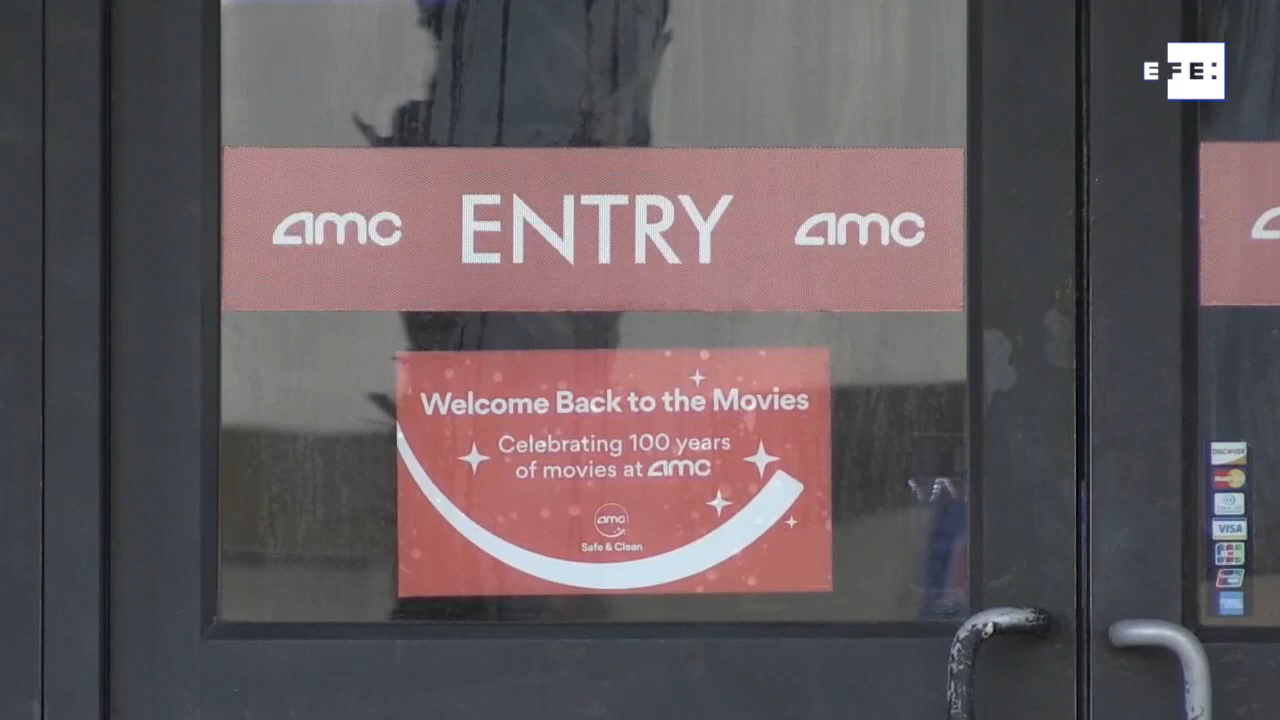 EFE:
amc ENTRY amc
Welcome Back to the Movies
Celebrating 100 years
of movies at amc
amc
Safe & Clean
DISCOVER
VISA
JCB